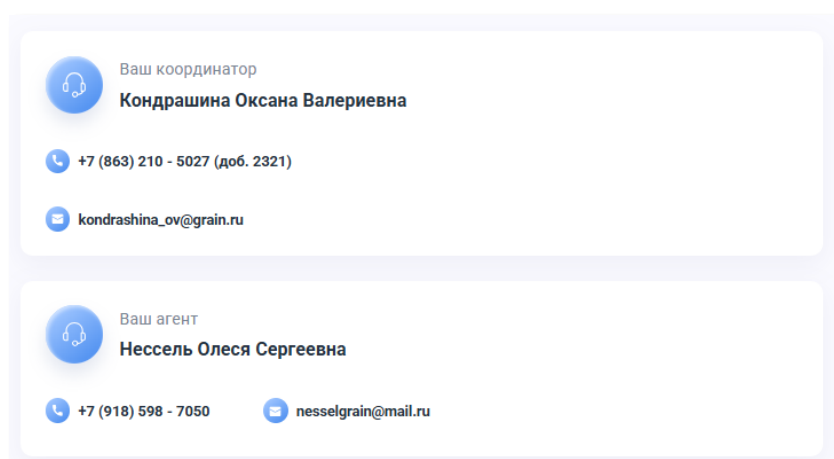 Ваш координатор
Кондрашина Оксана Валериевна
+7 (863) 210 - 5027 (доб. 2321)
kondrashina_ov@grain.ru
Ваш агент
Нессель Олеся Сергеевна
+7 (918) 598 - 7050 nesselgrain@mail.ru